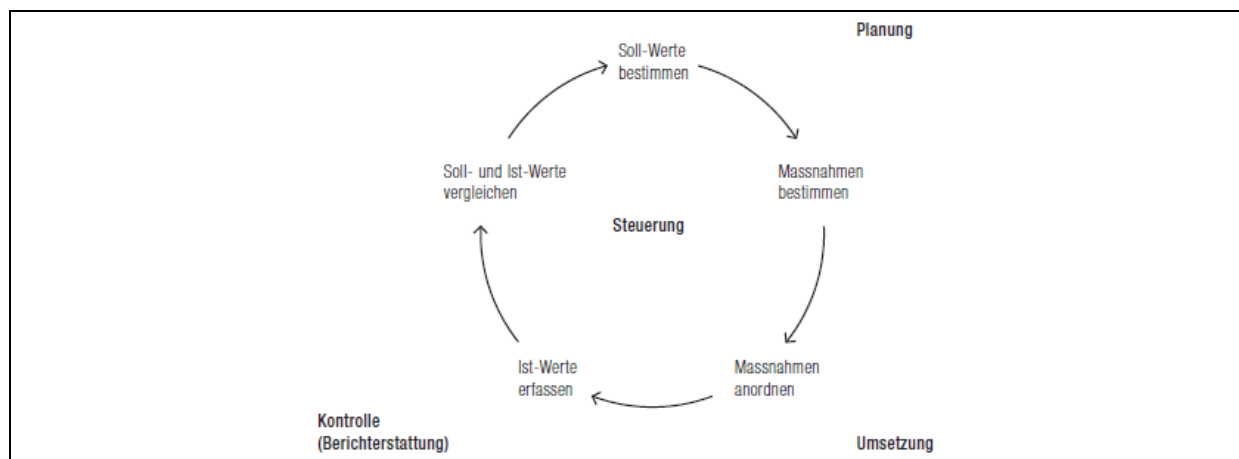 Planung
Soll-Werte
bestimmen
Soll- und Ist-Werte
vergleichen
Massnahmen
bestimmen
Steuerung
Ist-Werte
erfassen
Massnahmen
anordnen
Kontrolle
(Berichterstattung)
Umsetzung